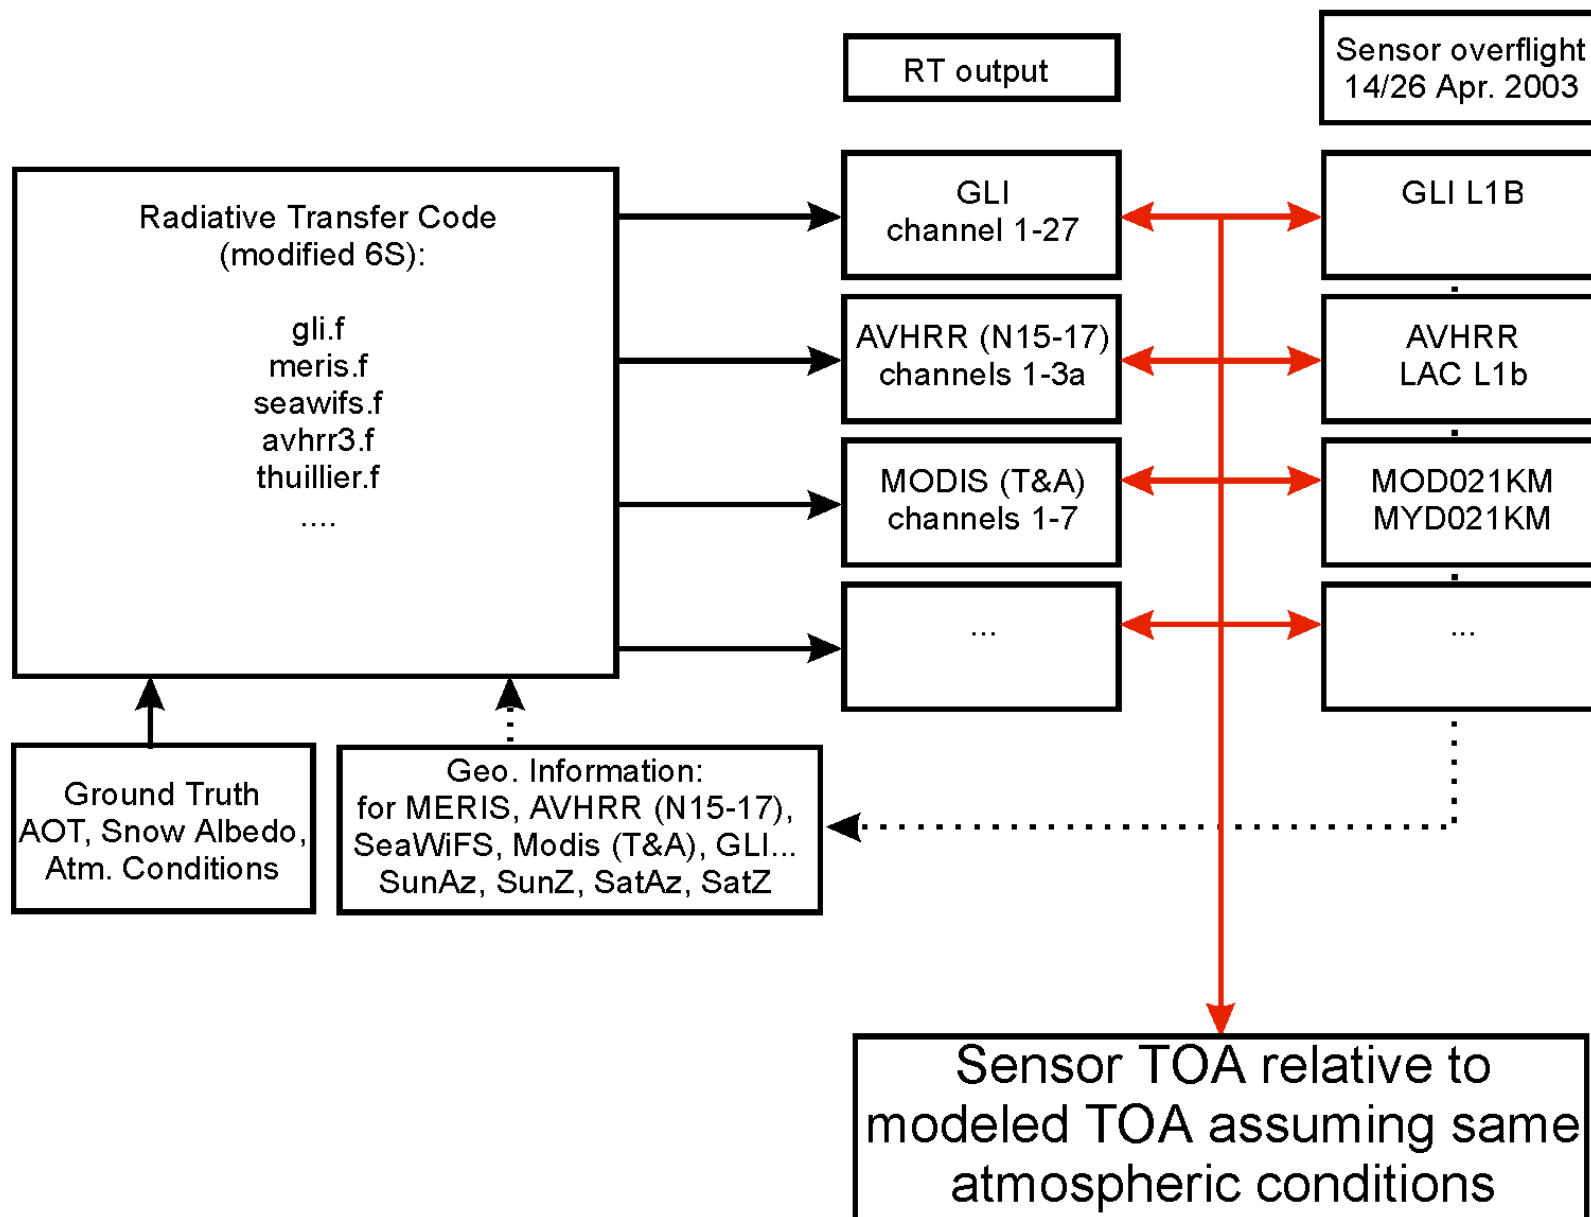 RT output
Sensor overflight
14/26 Apr. 2003
Radiative Transfer Code
(modified 6S):
gli.f
meris.f
seawifs.f
avhrr3.f
thuillier.f
....
GLI
channel 1-27
AVHRR (N15-17)
channels 1-3a
MODIS (T&A)
channels 1-7
...
GLI L1B
AVHRR
LAC L1b
MOD021KM
MYD021KM
...
Ground Truth
AOT, Snow Albedo,
Atm. Conditions
Geo. Information:
for MERIS, AVHRR (N15-17),
SeaWiFS, Modis (T&A), GLI...
SunAz, SunZ, SatAz, SatZ
Sensor TOA relative to
modeled TOA assuming same
atmospheric conditions